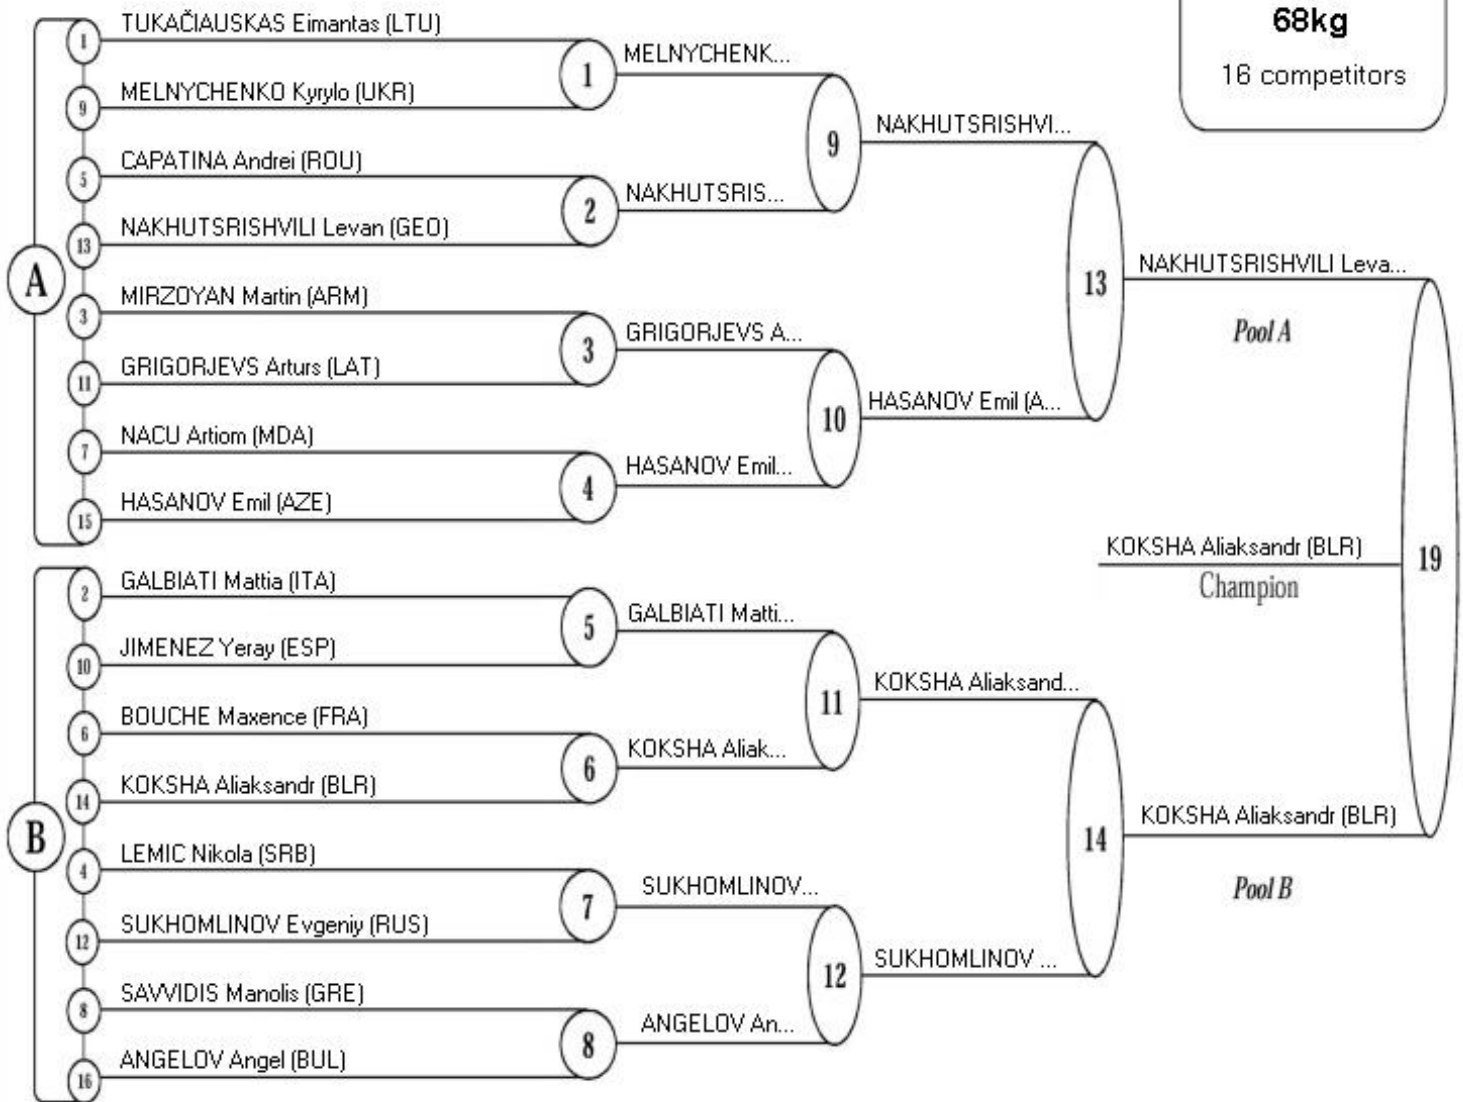 68kg
16 competitors
A
1 TUKAČIAUSKAS Eimantas (LTU)
9 MELNYCHENKO Kyrylo (UKR)
5 CAPATINA Andrei (ROU)
13 NAKHUTSRISHVILI Levan (GEO)
3 MIRZOYAN Martin (ARM)
11 GRIGORJEVS Arturs (LAT)
7 NACU Artiom (MDA)
15 HASANOV Emil (AZE)
B
2 GALBIATI Mattia (ITA)
10 JIMENEZ Yeray (ESP)
6 BOUCHE Maxence (FRA)
14 KOKSHA Aliaksandr (BLR)
4 LEMIC Nikola (SRB)
12 SUKHOMLINOV Evgeniy (RUS)
8 SAVVIDIS Manolis (GRE)
16 ANGELOV Angel (BUL)
1 MELNYCHENK...
2 NAKHUTSRIS...
3 GRIGORJEVS A...
4 HASANOV Emil...
5 GALBIATI Matti...
6 KOKSHA Aliak...
7 SUKHOMLINOV...
8 ANGELOV An...
9 NAKHUTSRISHVI...
10 HASANOV Emil (A...
11 KOKSHA Aliaksand...
12 SUKHOMLINOV ...
13 NAKHUTSRISHVILI Leva...
Pool A
14 KOKSHA Aliaksandr (BLR)
Pool B
19 KOKSHA Aliaksandr (BLR)
Champion